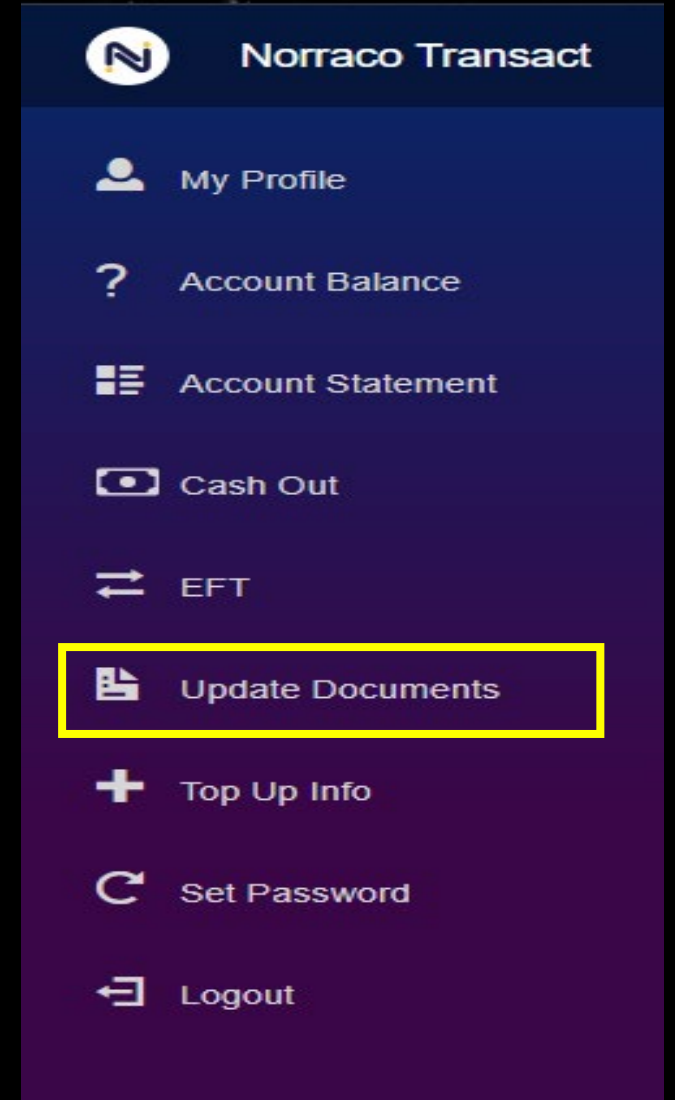 Norraco Transact
My Profile
Account Balance
Account Statement
Cash Out
EFT
Update Documents
Top Up Info
Set Password
Logout